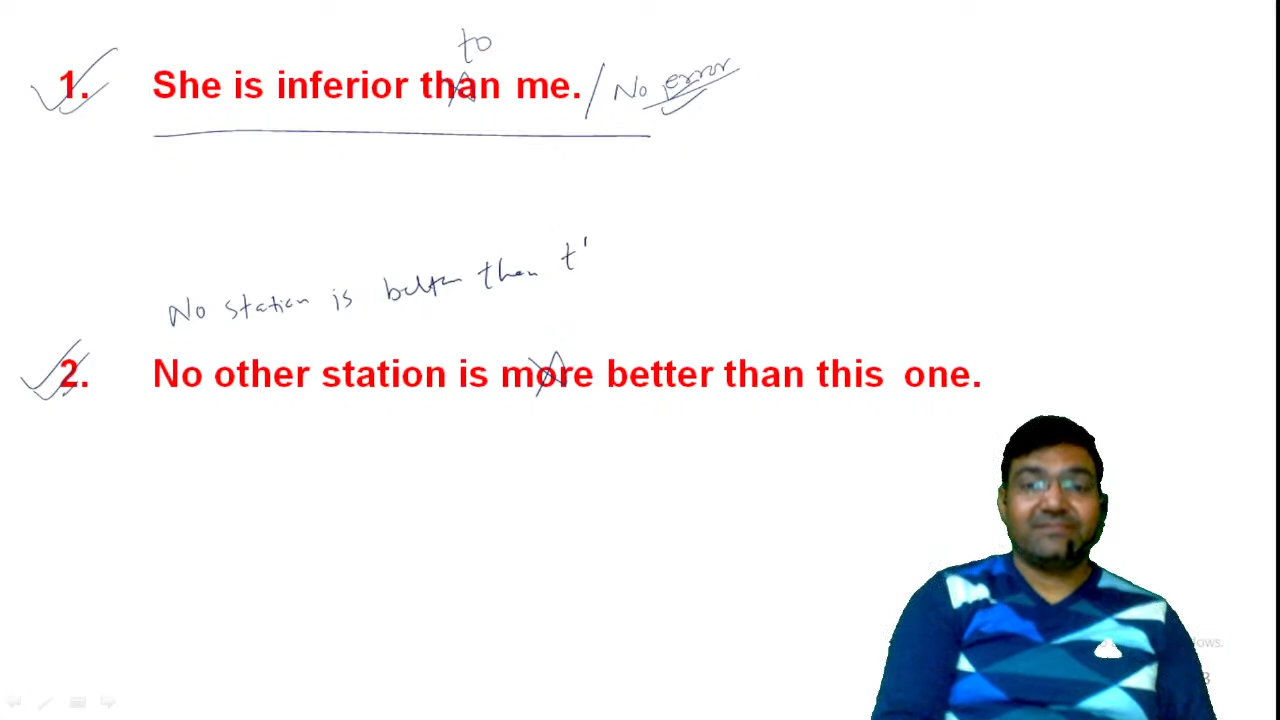 to
1. She is inferior than me. / No error
No station is better than t
2. No other station is more better than this one.